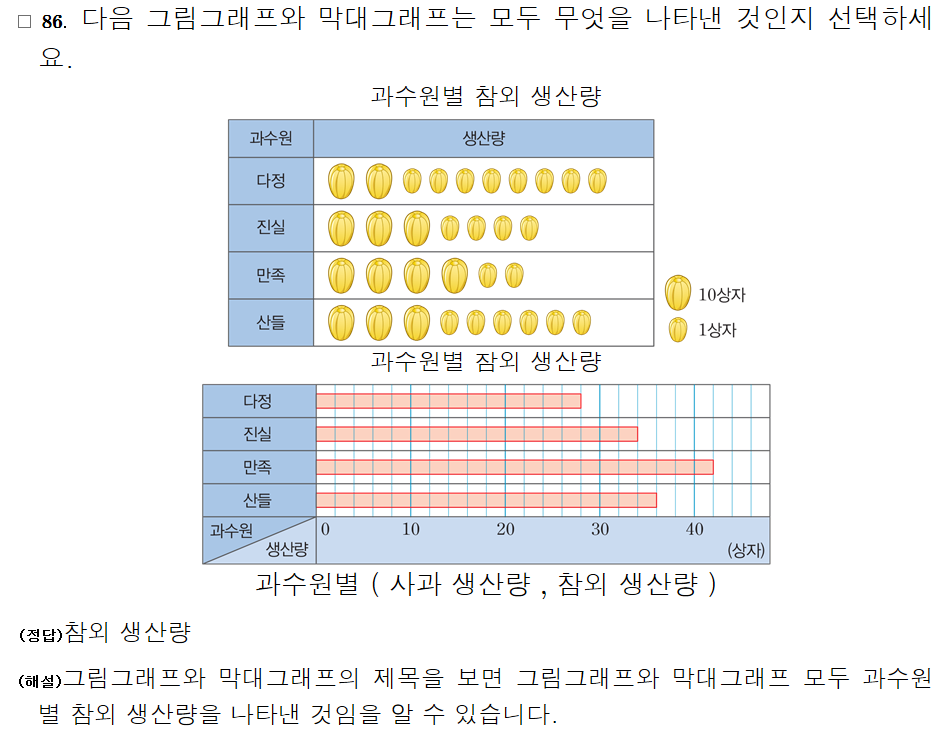 □ 86. 다음 그림그래프와 막대그래프는 모두 무엇을 나타낸 것인지 선택하세
요.
과수원별 참외 생산량
과수원 생산량
다정
진실
만족
산들
10상자
1상자
과수원별 참외 생산량
다정
진실
만족
산들
과수원 생산량 0 10 20 30 40 (상자)
과수원별 ( 사과 생산량 , 참외 생산량 )
(정답)참외 생산량
(해설)그림그래프와 막대그래프의 제목을 보면 그림그래프와 막대그래프 모두 과수원
별 참외 생산량을 나타낸 것임을 알 수 있습니다.